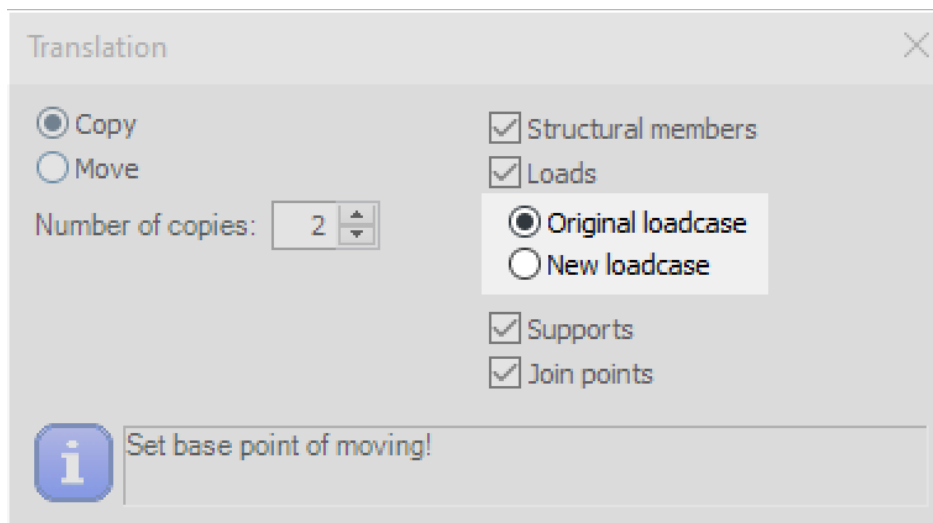 Translation
Copy
Move
Number of copies: 2
Structural members
Loads
Original loadcase
New loadcase
Supports
Join points
Set base point of moving!